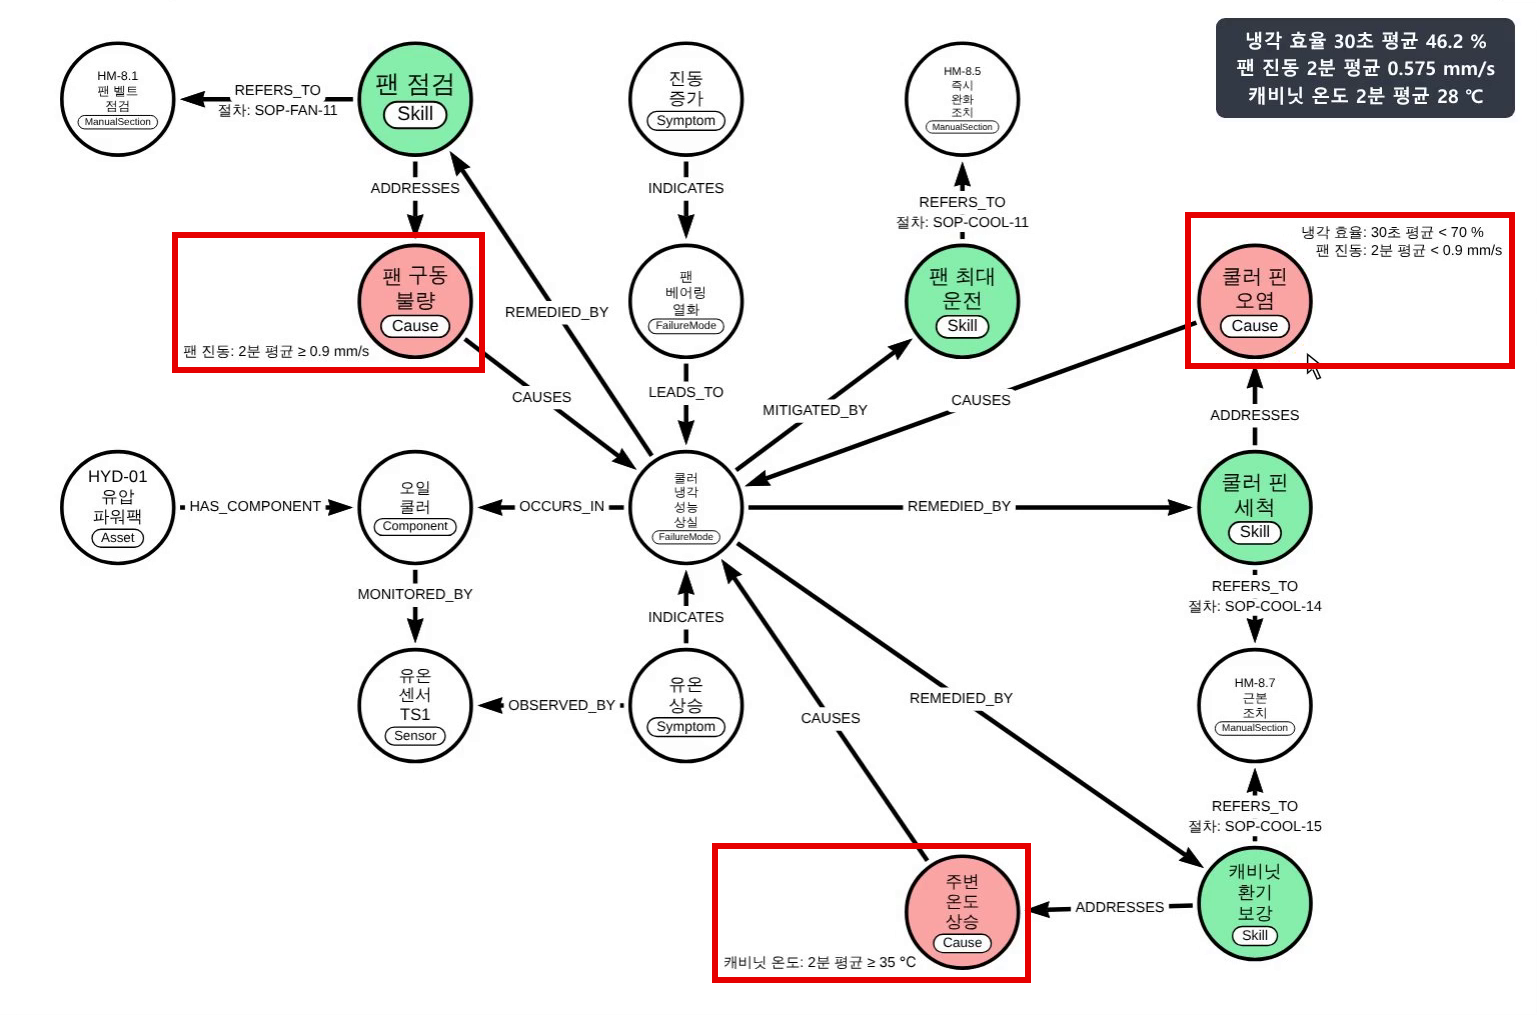 냉각 효율 30초 평균 46.2 %
팬 진동 2분 평균 0.575 mm/s
캐비닛 온도 2분 평균 28 ℃
HM-8.1
팬 벨트
점검
ManualSection
REFERS_TO
절차: SOP-FAN-11
팬 점검
Skill
진동
증가
Symptom
HM-8.5
즉시
완화
조치
ManualSection
ADDRESSES
INDICATES
REFERS_TO
절차: SOP-COOL-11
냉각 효율: 30초 평균 < 70 %
팬 진동: 2분 평균 < 0.9 mm/s
팬 구동
불량
Cause
팬 진동: 2분 평균 ≥ 0.9 mm/s
REMEDIED_BY
팬
베어링
열화
FailureMode
팬 최대
운전
Skill
쿨러 핀
오염
Cause
CAUSES
LEADS_TO
MITIGATED_BY
CAUSES
ADDRESSES
HYD-01
유압
파워팩
Asset
HAS_COMPONENT
오일
쿨러
Component
OCCURS_IN
쿨러
냉각
성능
상실
FailureMode
REMEDIED_BY
쿨러 핀
세척
Skill
MONITORED_BY
INDICATES
REFERS_TO
절차: SOP-COOL-14
유온
센서
TS1
Sensor
OBSERVED_BY
유온
상승
Symptom
CAUSES
REMEDIED_BY
HM-8.7
근본
조치
ManualSection
REFERS_TO
절차: SOP-COOL-15
주변
온도
상승
Cause
캐비닛 온도: 2분 평균 ≥ 35 °C
ADDRESSES
캐비닛
환기
보강
Skill